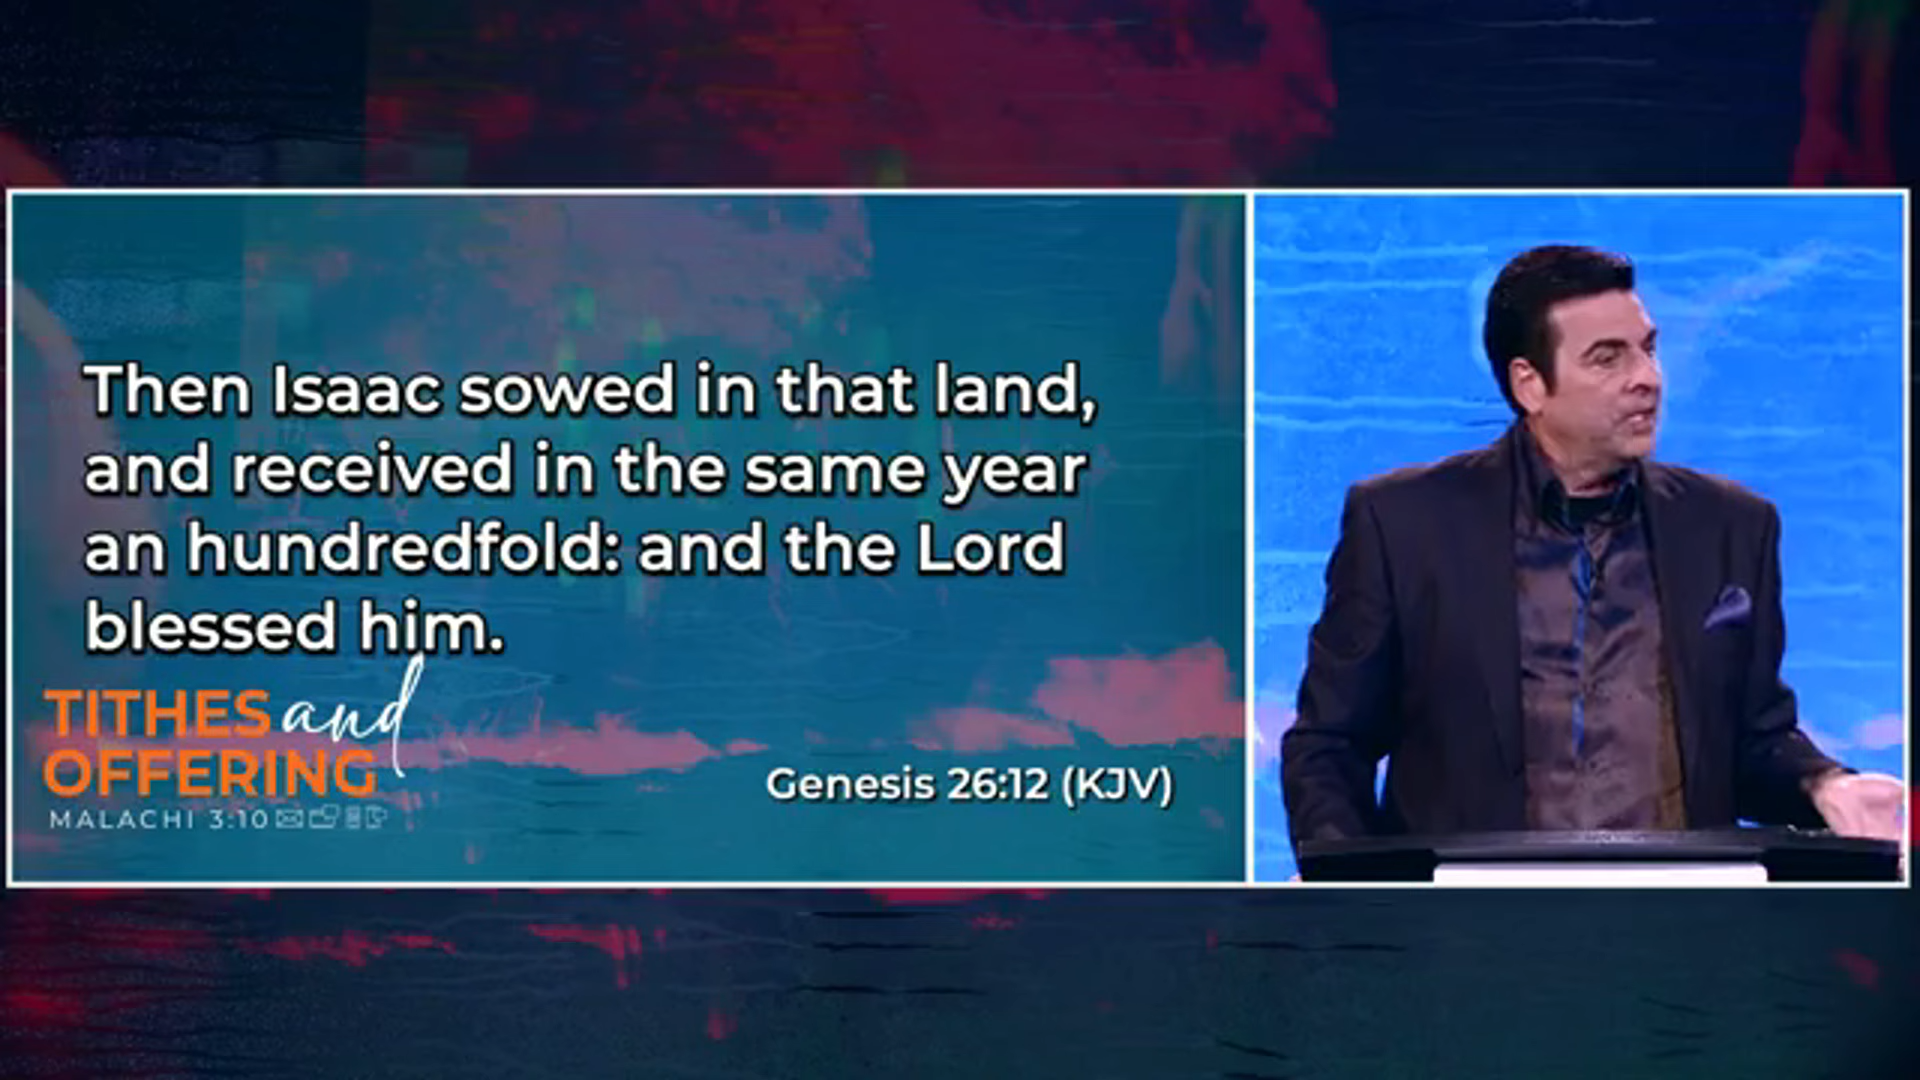 Then Isaac sowed in that land,
and received in the same year
an hundredfold: and the Lord
blessed him.
TITHES and
OFFERING
MALACHI 3:10
Genesis 26:12 (KJV)